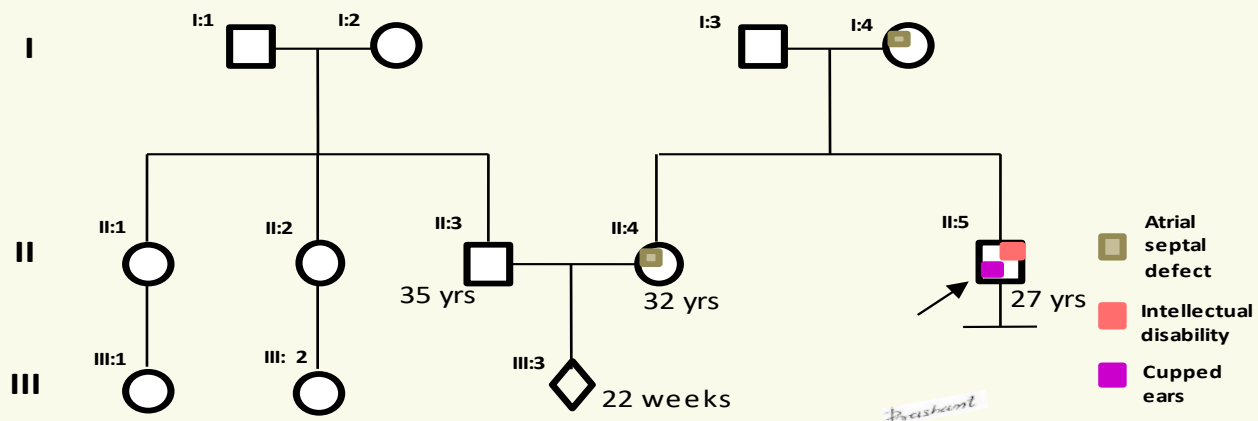 I:1
I:2
I:3
I:4
I
II:1
II:2
II:3
II:4
II:5
II
35 yrs
32 yrs
27 yrs
III:1
III: 2
III:3
III
22 weeks
Prashant
Atrial
septal
defect
Intellectual
disability
Cupped
ears